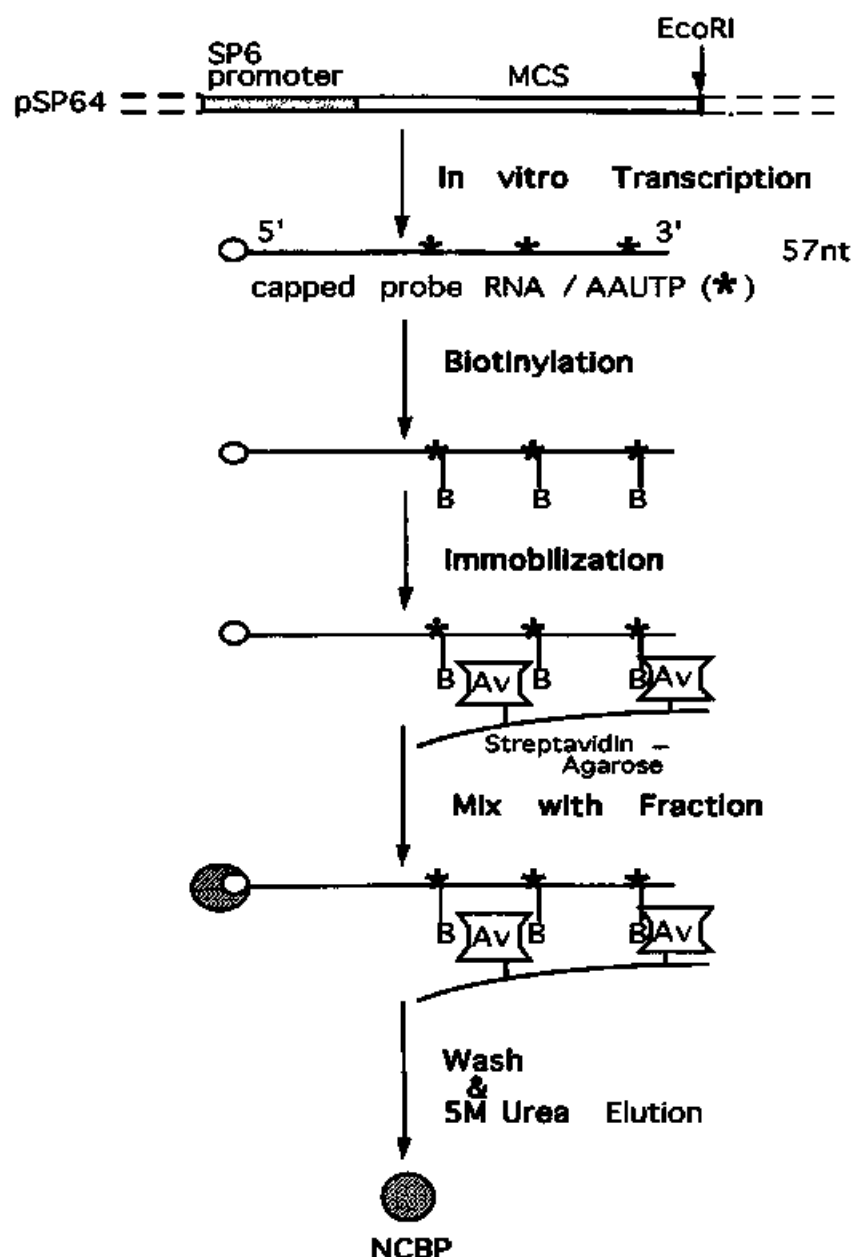 EcoRI
SP6
promoter
MCS
pSP64
In vitro Transcription
5' * * * 3' 57nt
capped probe RNA / AAUTP (*)
Biotinylation
* * *
B B B
Immobilization
* * *
B Av B B Av
Streptavidin –
Agarose
Mix with Fraction
* * *
B Av B B Av
Wash
&
5M Urea Elution
NCBP